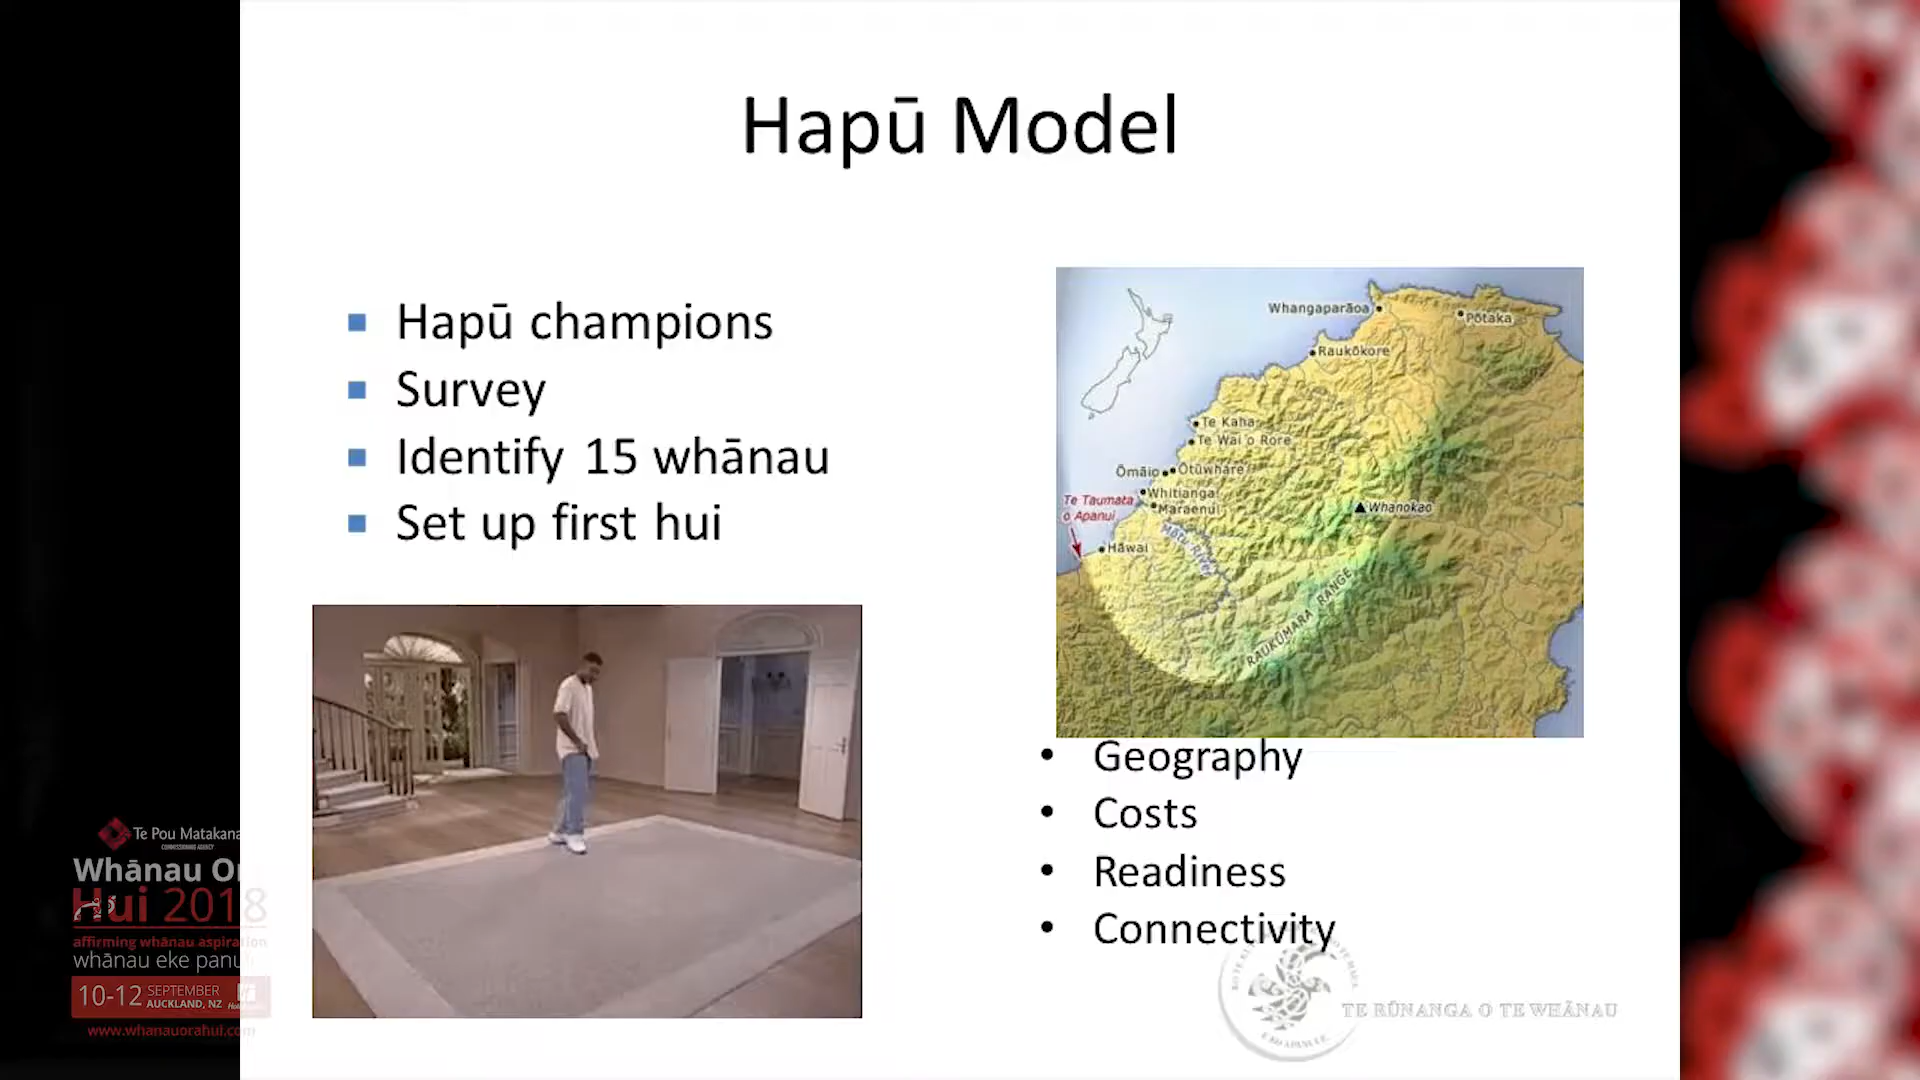 Hapū Model
Hapū champions
Survey
Identify 15 whānau
Set up first hui
Whangaparāoa
Pōtaka
Raukōkore
Te Kaha
Te Wai o Rore
Ōmāio
Ōtūwhare
Whitianga
Te Taumata
o Apanui
Maraenui
Whanokao
Hāwai
Motu River
RAUKŪMARA RANGE
Geography
Costs
Readiness
Connectivity
TE RŪNANGA O TE WHĀNAU
Te Pou Matakana
COMMISSIONING AGENCY
Whānau Or
Hui 2018
affirming whānau aspiration
whānau eke panu
10-12 SEPTEMBER
AUCKLAND, NZ
www.whanauorahui.com